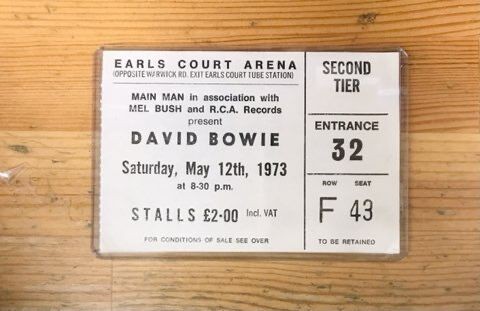 EARLS COURT ARENA
(OPPOSITE WARWICK RD. EXIT EARLS COURT TUBE STATION)
MAIN MAN in association with
MEL BUSH and R.C.A. Records
present
DAVID BOWIE
Saturday, May 12th, 1973
at 8-30 p.m.
STALLS £2·00 Incl. VAT
FOR CONDITIONS OF SALE SEE OVER
SECOND
TIER
ENTRANCE
32
ROW SEAT
F 43
TO BE RETAINED